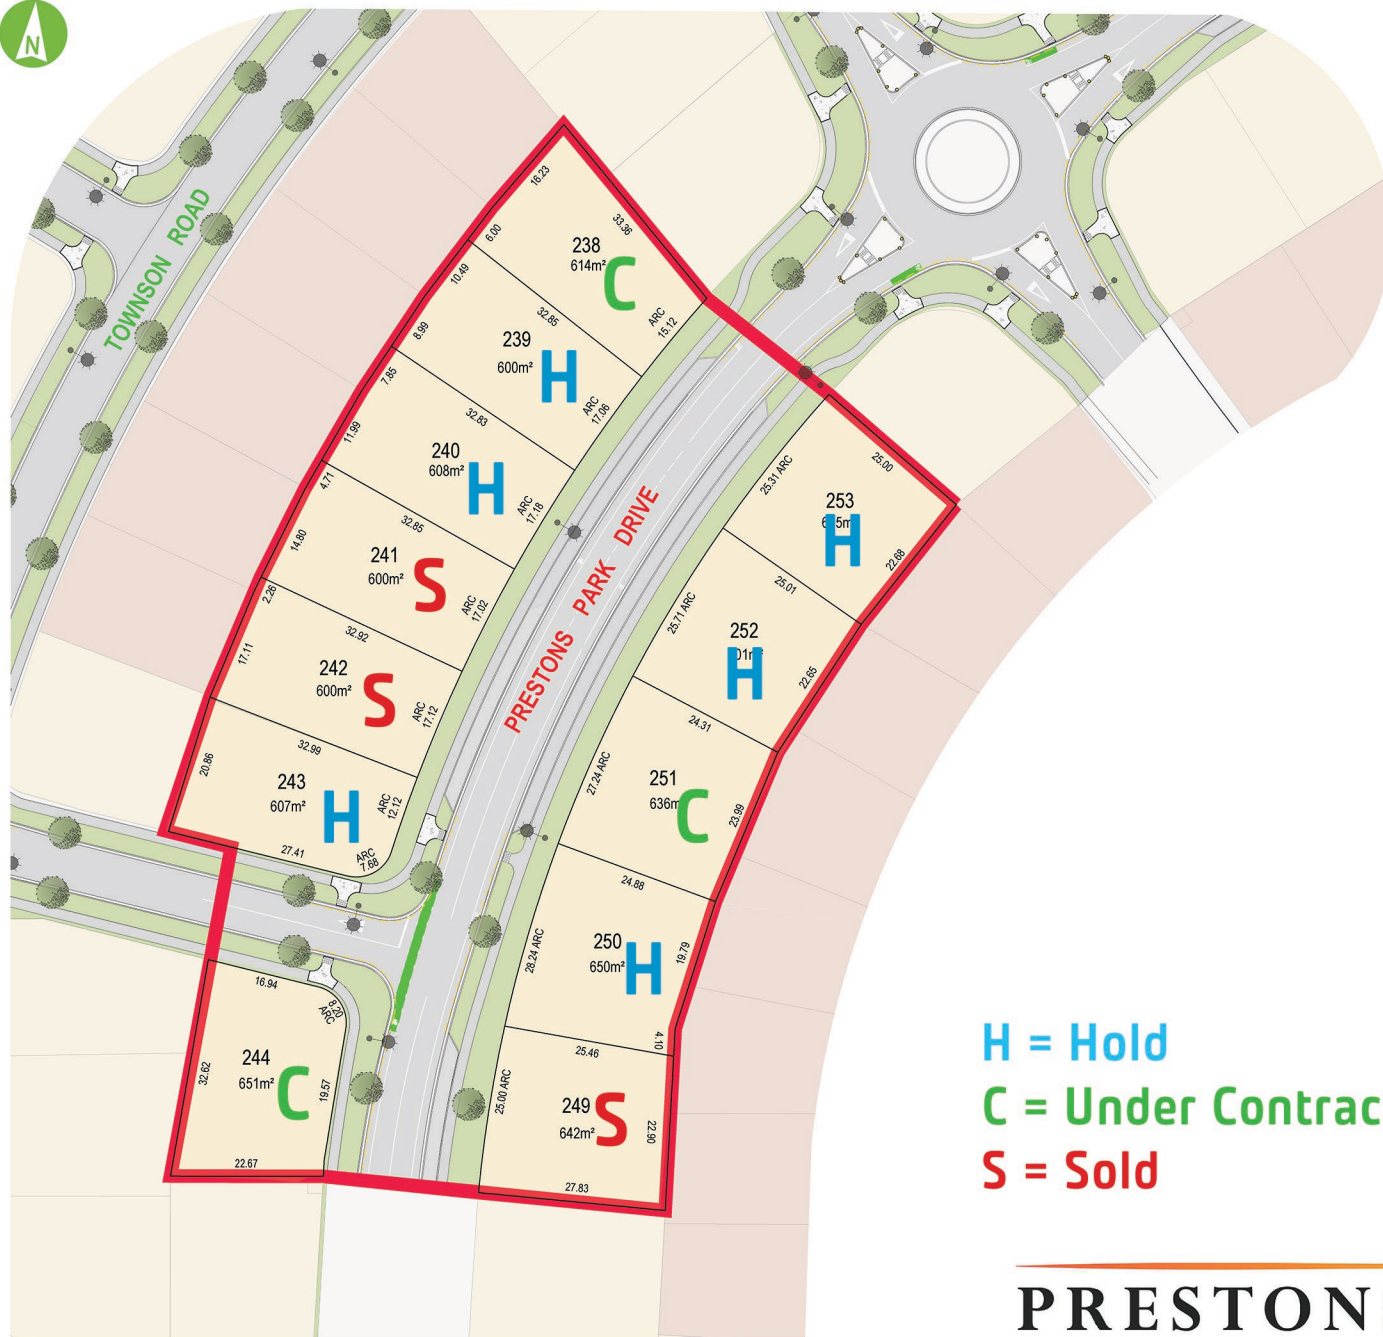 N
TOWNSON ROAD
PRESTONS PARK DRIVE
16.23
33.36
6.00
238
614m²
C
ARC
15.12
10.49
32.85
8.99
239
600m²
H
ARC
17.06
7.85
32.83
11.99
240
608m²
H
ARC
17.18
4.71
32.85
14.80
241
600m²
S
ARC
17.02
2.26
32.92
17.11
242
600m²
S
ARC
17.12
32.99
20.86
243
607m²
H
ARC
12.12
27.41
ARC
7.68
16.94
8.20
ARC
244
651m²
C
32.62
19.57
22.67
25.00
25.31 ARC
253
H
22.68
25.01
25.71 ARC
252
H
22.65
24.31
27.24 ARC
251
636m
C
23.99
24.88
28.24 ARC
250
650m²
H
19.79
4.10
25.46
25.00 ARC
249
642m²
S
22.90
27.83
H = Hold
C = Under Contrac
S = Sold
PRESTON